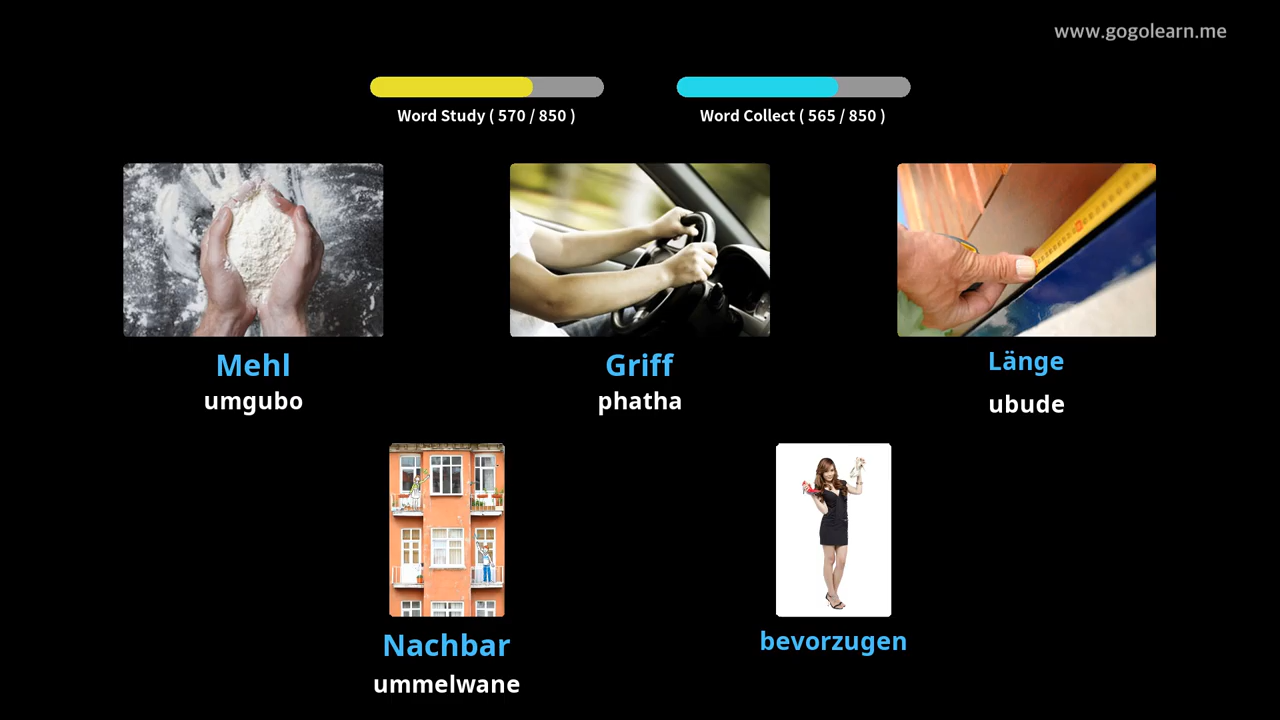 www.gogolearn.me
Word Study ( 570 / 850 )
Word Collect ( 565 / 850 )
Mehl
umgubo
Griff
phatha
Länge
ubude
Nachbar
ummelwane
bevorzugen